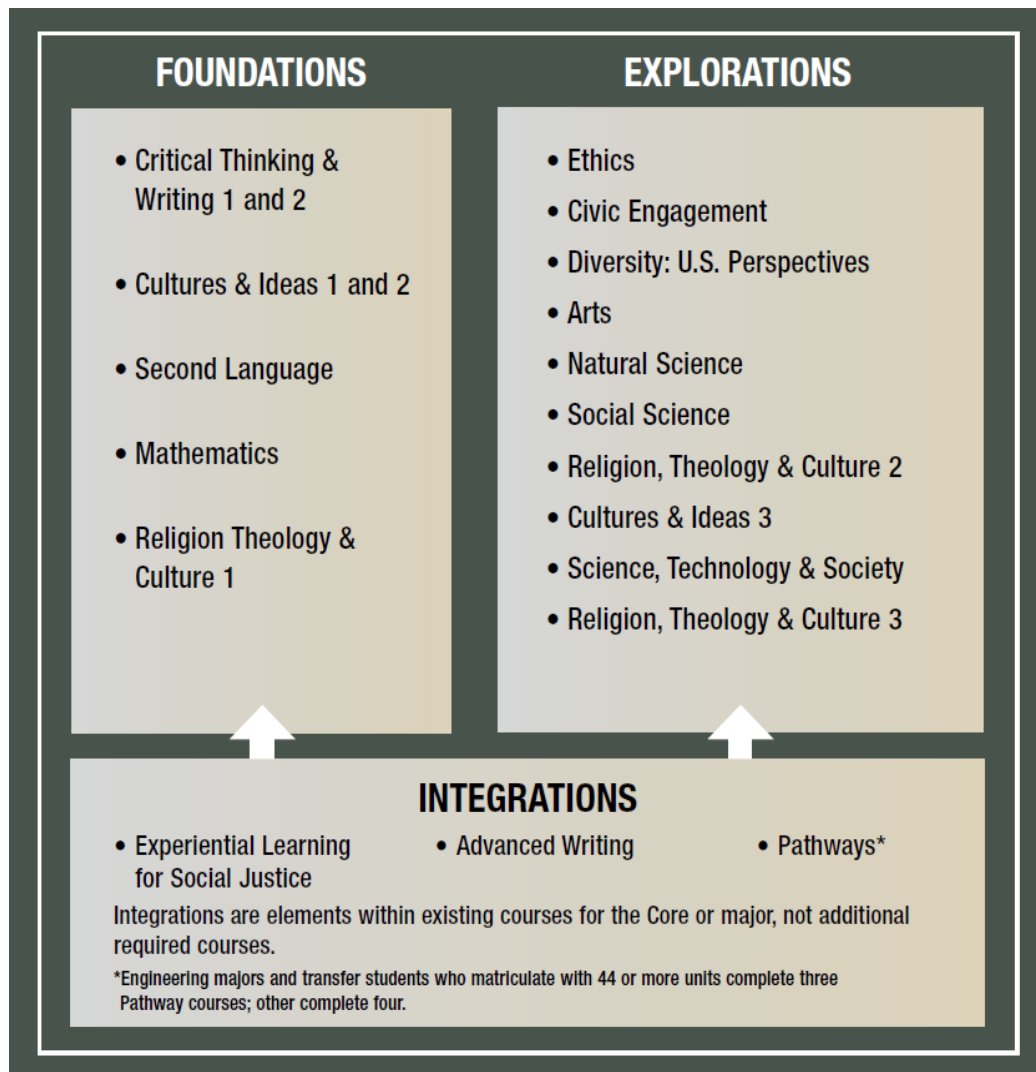 FOUNDATIONS
• Critical Thinking &
Writing 1 and 2
• Cultures & Ideas 1 and 2
• Second Language
• Mathematics
• Religion Theology &
Culture 1
EXPLORATIONS
• Ethics
• Civic Engagement
• Diversity: U.S. Perspectives
• Arts
• Natural Science
• Social Science
• Religion, Theology & Culture 2
• Cultures & Ideas 3
• Science, Technology & Society
• Religion, Theology & Culture 3
INTEGRATIONS
• Experiential Learning
for Social Justice
• Advanced Writing
• Pathways*
Integrations are elements within existing courses for the Core or major, not additional
required courses.
*Engineering majors and transfer students who matriculate with 44 or more units complete three
Pathway courses; other complete four.